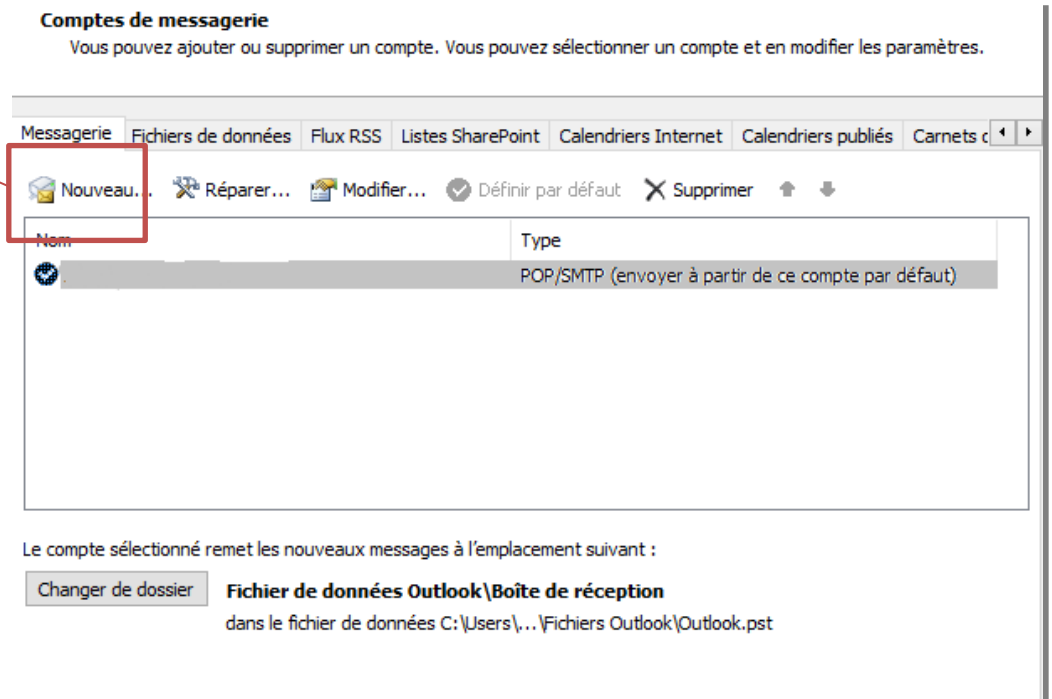 Comptes de messagerie
Vous pouvez ajouter ou supprimer un compte. Vous pouvez sélectionner un compte et en modifier les paramètres.
Messagerie Fichiers de données Flux RSS Listes SharePoint Calendriers Internet Calendriers publiés Carnets
Nouveau... Réparer... Modifier... Définir par défaut Supprimer
Nom Type
POP/SMTP (envoyer à partir de ce compte par défaut)
Le compte sélectionné remet les nouveaux messages à l'emplacement suivant :
Changer de dossier Fichier de données Outlook\Boîte de réception
dans le fichier de données C:\Users\...\Fichiers Outlook\Outlook.pst